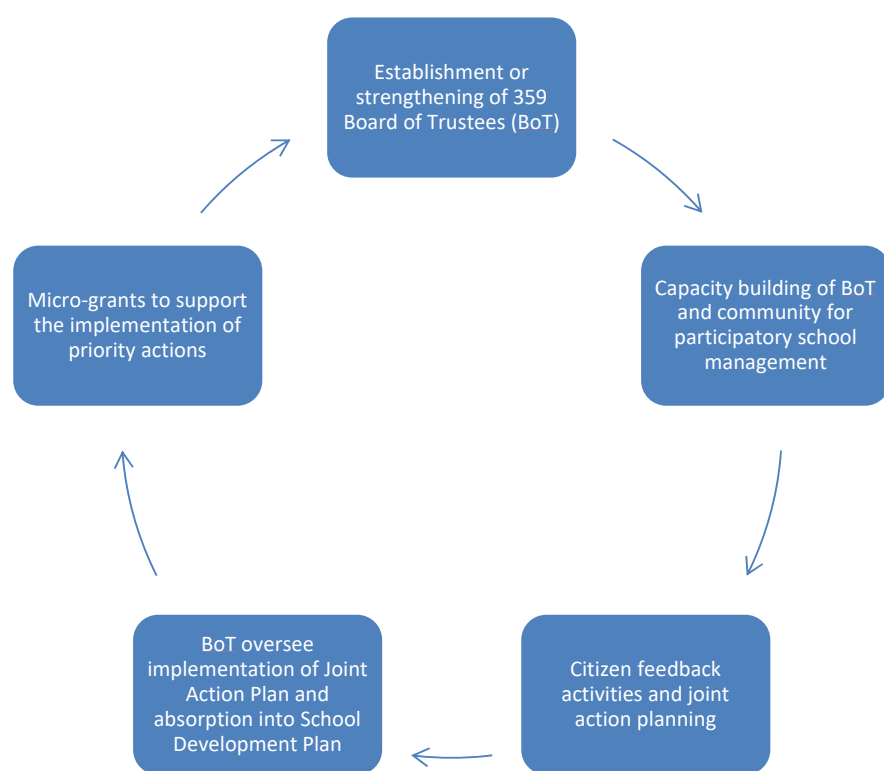 Establishment or
strengthening of 359
Board of Trustees (BoT)
Capacity building of BoT
and community for
participatory school
management
Citizen feedback
activities and joint
action planning
BoT oversee
implementation of Joint
Action Plan and
absorption into School
Development Plan
Micro-grants to support
the implementation of
priority actions